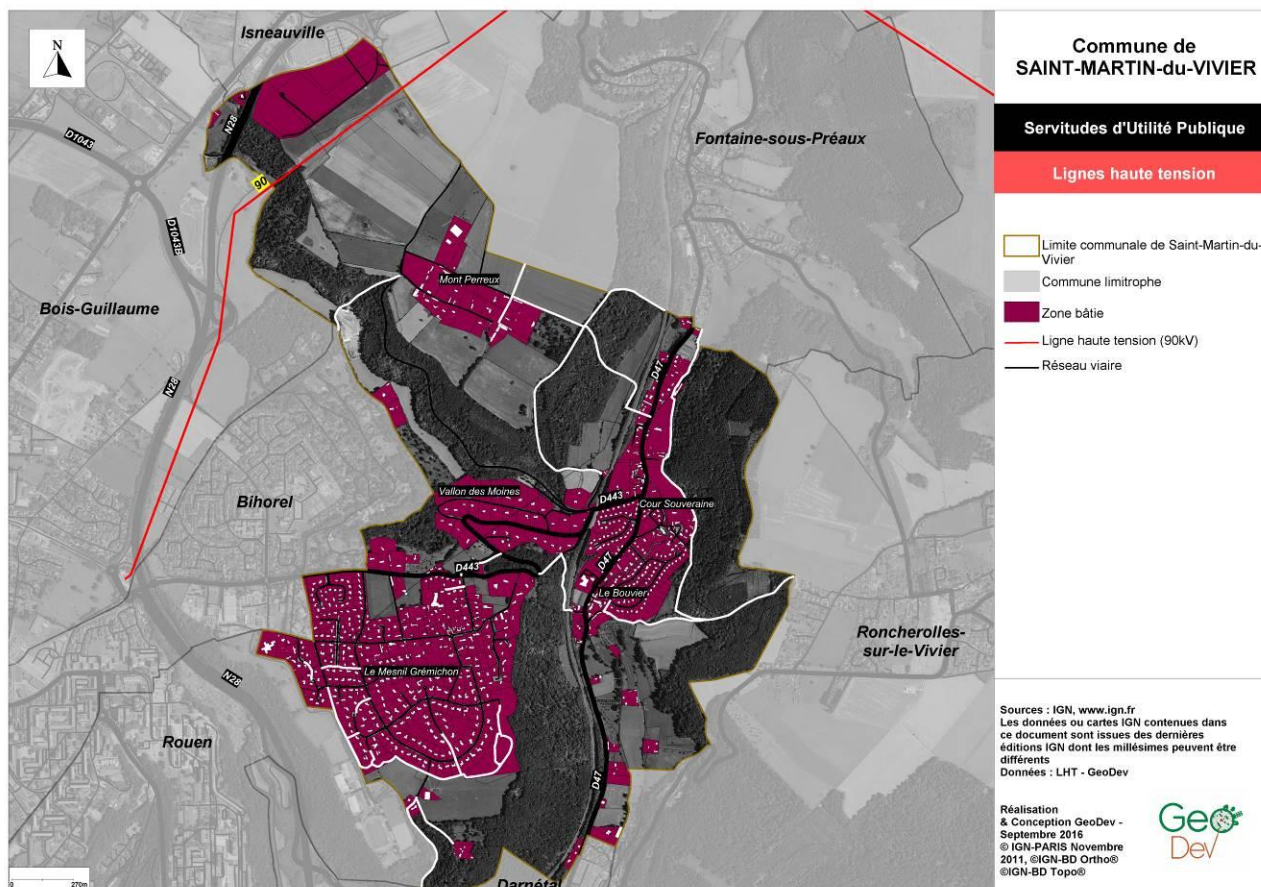 N
Isneauville
D1043
N28
90
D1043B
Bois-Guillaume
Fontaine-sous-Préaux
Mont Perreux
D47
N28
Bihorel
Vallon des Moines
D443
Cour Souveraine
D47
D443
Le Bouvier
Roncherolles-
sur-le-Vivier
Le Mesnil Grémichon
N28
Rouen
D47
Darnétal
0 270m
Commune de
SAINT-MARTIN-du-VIVIER
Servitudes d'Utilité Publique
Lignes haute tension
Limite communale de Saint-Martin-du-
Vivier
Commune limitrophe
Zone bâtie
Ligne haute tension (90kV)
Réseau viaire
Sources : IGN, www.ign.fr
Les données ou cartes IGN contenues dans
ce document sont issues des dernières
éditions IGN dont les millésimes peuvent être
différents
Données : LHT - GeoDev
Réalisation
& Conception GeoDev -
Septembre 2016
© IGN-PARIS Novembre
2011, ©IGN-BD Ortho®
©IGN-BD Topo®
Geo
Dev